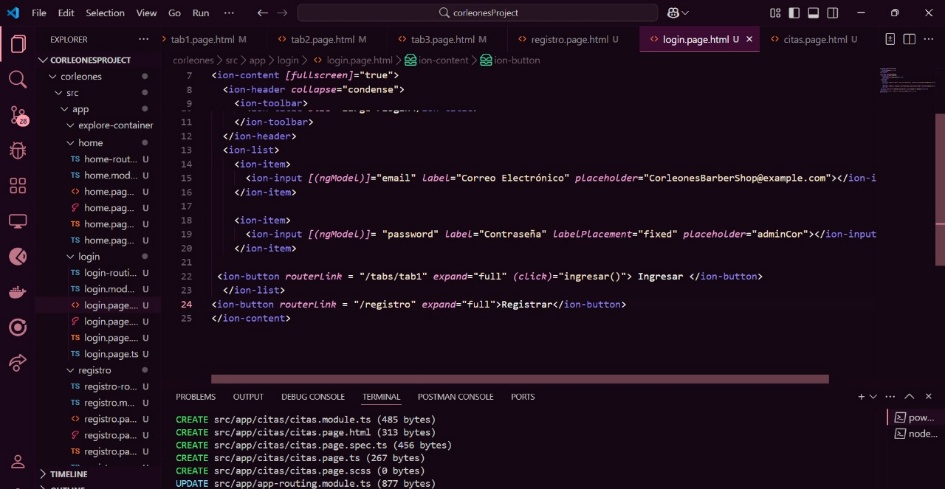 File Edit Selection View Go Run ··· corleonesProject
EXPLORER ···
tab1.page.html M
tab2.page.html M
tab3.page.html M
registro.page.html U
login.page.html U
citas.page.html U
CORLEONESPROJECT
corleones
src
app
explore-container
home
TS home-rout... U
TS home.mod... U
<> home.pag... U
home.pag... U
TS home.pag... U
TS home.pag... U
login
TS login-routi... U
TS login.mod... U
<> login.page.... U
login.page.... U
TS login.page.... U
TS login.page.ts U
registro
TS registro-ro... U
TS registro.m... U
<> registro.pa... U
registro.pa... U
TS registro.pa... U
TIMELINE
28
corleones > src > app > login > <> login.page.html > ion-content > ion-button
7 <ion-content [fullscreen]="true">
8 <ion-header collapse="condense">
9 <ion-toolbar>
11 </ion-toolbar>
12 </ion-header>
13 <ion-list>
14 <ion-item>
15 <ion-input [(ngModel)]="email" label="Correo Electrónico" placeholder="CorleonesBarberShop@example.com"></ion-i
16 </ion-item>
17
18 <ion-item>
19 <ion-input [(ngModel)]= "password" label="Contraseña" labelPlacement="fixed" placeholder="adminCor"></ion-input
20 </ion-item>
21
22 <ion-button routerLink = "/tabs/tab1" expand="full" (click)="ingresar()"> Ingresar </ion-button>
23 </ion-list>
24 <ion-button routerLink = "/registro" expand="full">Registrar</ion-button>
25 </ion-content>
PROBLEMS OUTPUT DEBUG CONSOLE TERMINAL POSTMAN CONSOLE PORTS
CREATE src/app/citas/citas.module.ts (485 bytes)
CREATE src/app/citas/citas.page.html (313 bytes)
CREATE src/app/citas/citas.page.spec.ts (456 bytes)
CREATE src/app/citas/citas.page.ts (267 bytes)
CREATE src/app/citas/citas.page.scss (0 bytes)
UPDATE src/app/app-routing.module.ts (877 bytes)
pow...
node...